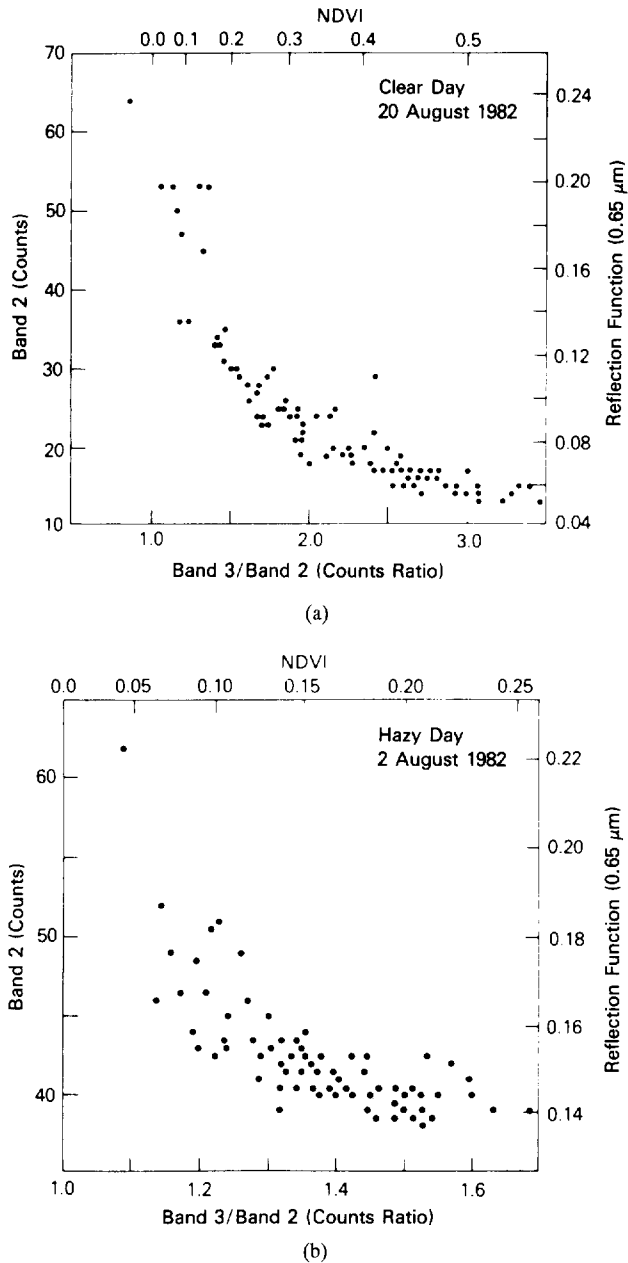 NDVI
0.0 0.1 0.2 0.3 0.4 0.5
70
60
50
40
30
20
10
Band 2 (Counts)
Clear Day
20 August 1982
0.24
0.20
0.16
0.12
0.08
0.04
Reflection Function (0.65 μm)
1.0 2.0 3.0
Band 3/Band 2 (Counts Ratio)
(a)
NDVI
0.0 0.05 0.10 0.15 0.20 0.25
60
50
40
Band 2 (Counts)
Hazy Day
2 August 1982
0.22
0.20
0.18
0.16
0.14
Reflection Function (0.65 μm)
1.0 1.2 1.4 1.6
Band 3/Band 2 (Counts Ratio)
(b)